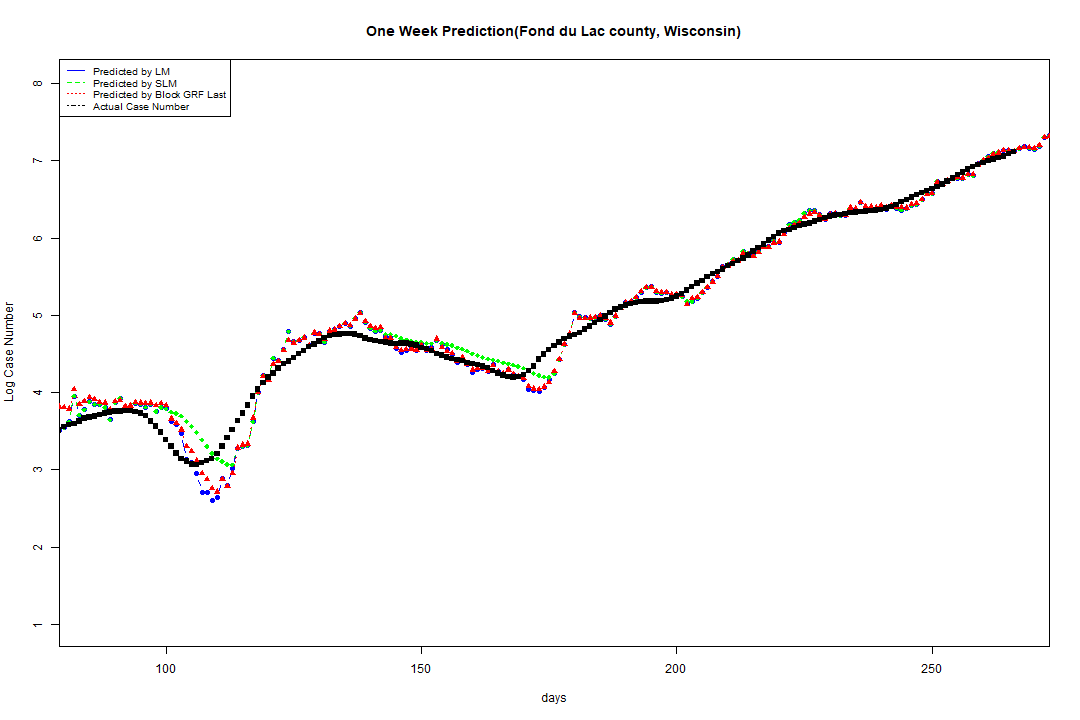 One Week Prediction(Fond du Lac county, Wisconsin)
Predicted by LM
Predicted by SLM
Predicted by Block GRF Last
Actual Case Number
8
7
6
5
4
3
2
1
Log Case Number
100 150 200 250
days